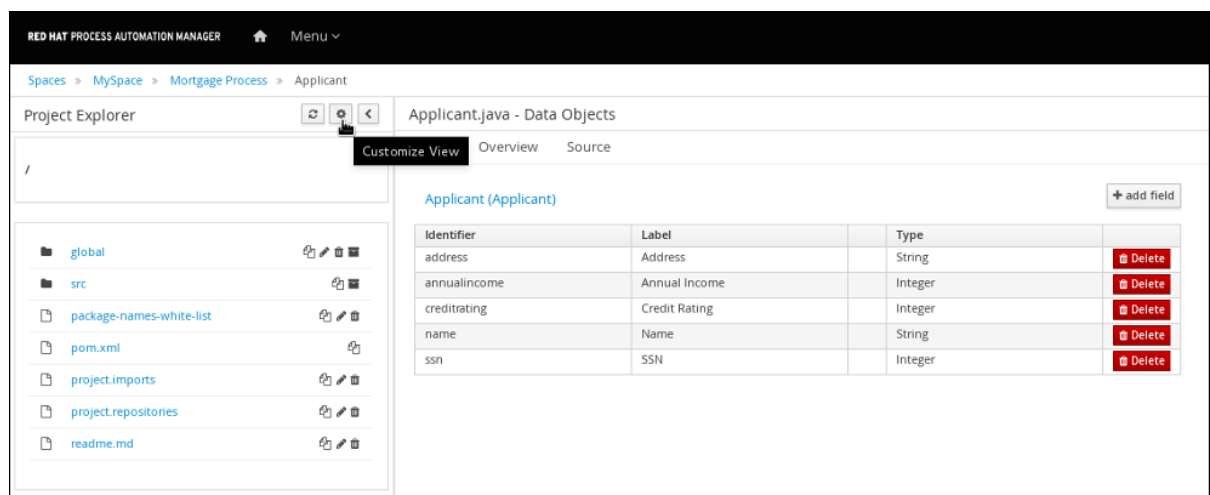 RED HAT PROCESS AUTOMATION MANAGER Menu
Spaces » MySpace » Mortgage Process » Applicant
Project Explorer
Applicant.java - Data Objects
Customize View
Overview Source
/
Applicant (Applicant)
+ add field
global
src
package-names-white-list
pom.xml
project.imports
project.repositories
readme.md
Identifier Label Type
address Address String Delete
annualincome Annual Income Integer Delete
creditrating Credit Rating Integer Delete
name Name String Delete
ssn SSN Integer Delete